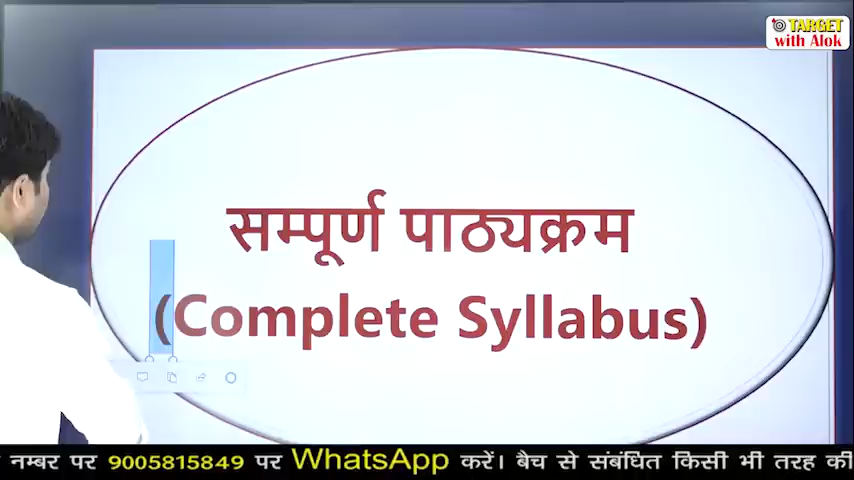 TARGET
with Alok
सम्पूर्ण पाठ्यक्रम
(Complete Syllabus)
नम्बर पर 9005815849 पर WhatsApp करें। बैच से संबंधित किसी भी तरह की